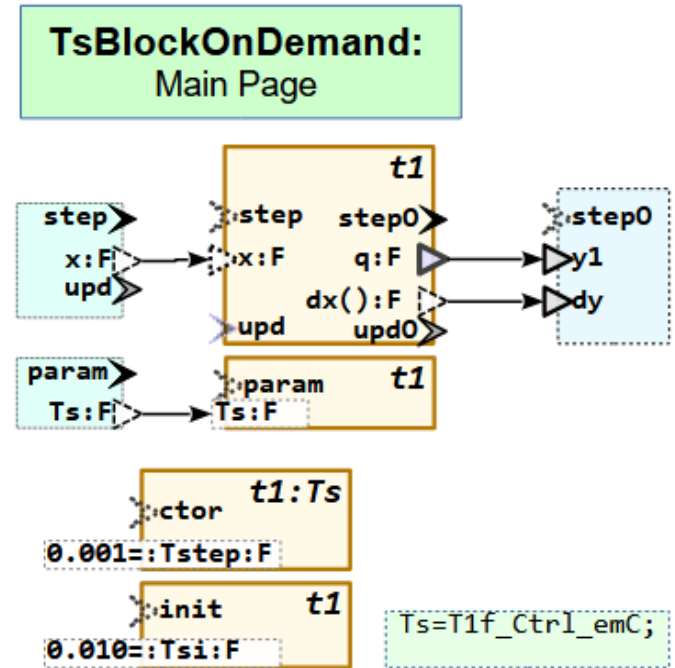 TsBlockOnDemand:
Main Page
t1
step
step
stepO
stepO
x:F
x:F
q:F
y1
upd
dx():F
dy
upd
updO
param
param
t1
Ts:F
Ts:F
t1:Ts
ctor
0.001=:Tstep:F
init
t1
0.010=:Tsi:F
Ts=T1f_Ctrl_emC;